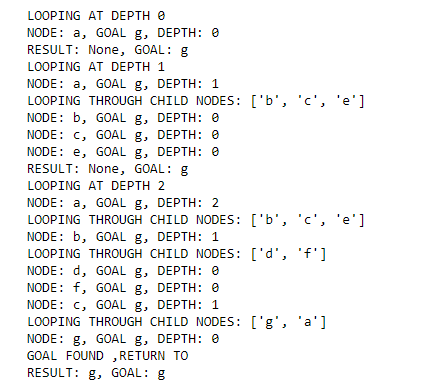 LOOPING AT DEPTH 0
NODE: a, GOAL g, DEPTH: 0
RESULT: None, GOAL: g
LOOPING AT DEPTH 1
NODE: a, GOAL g, DEPTH: 1
LOOPING THROUGH CHILD NODES: ['b', 'c', 'e']
NODE: b, GOAL g, DEPTH: 0
NODE: c, GOAL g, DEPTH: 0
NODE: e, GOAL g, DEPTH: 0
RESULT: None, GOAL: g
LOOPING AT DEPTH 2
NODE: a, GOAL g, DEPTH: 2
LOOPING THROUGH CHILD NODES: ['b', 'c', 'e']
NODE: b, GOAL g, DEPTH: 1
LOOPING THROUGH CHILD NODES: ['d', 'f']
NODE: d, GOAL g, DEPTH: 0
NODE: f, GOAL g, DEPTH: 0
NODE: c, GOAL g, DEPTH: 1
LOOPING THROUGH CHILD NODES: ['g', 'a']
NODE: g, GOAL g, DEPTH: 0
GOAL FOUND ,RETURN TO
RESULT: g, GOAL: g